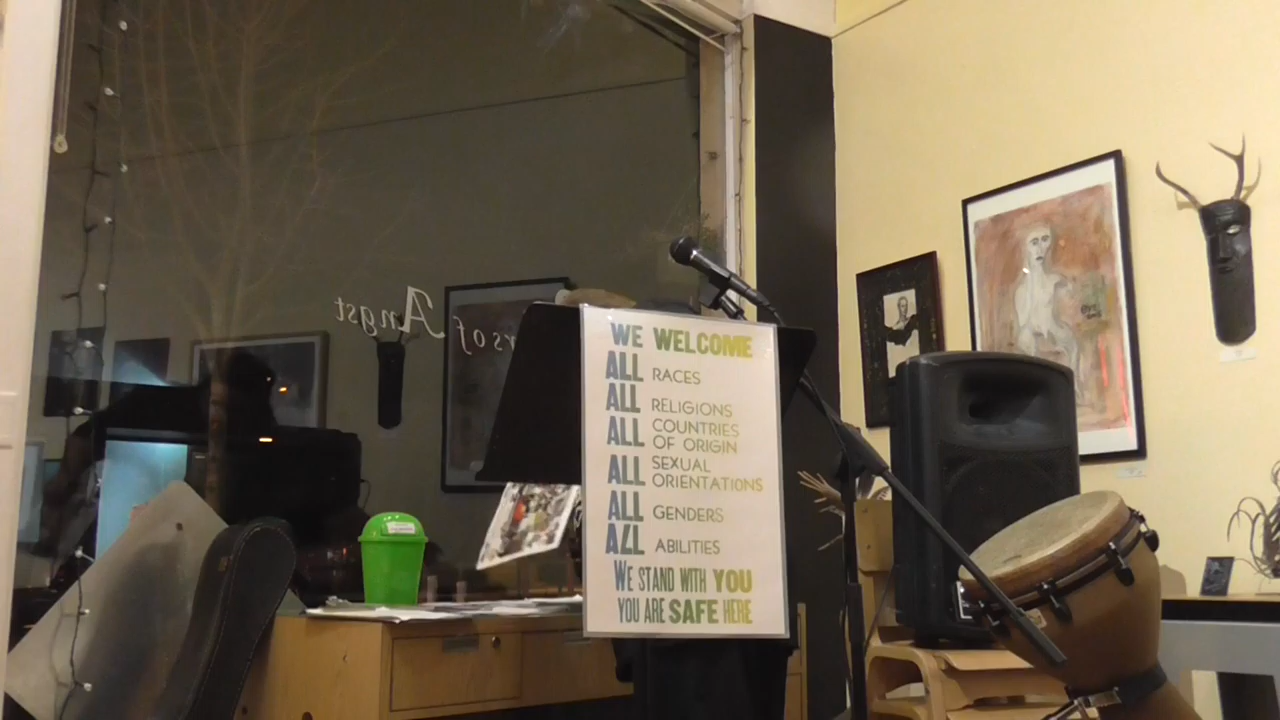 Angst
of
WE WELCOME
ALL RACES
ALL RELIGIONS
ALL COUNTRIES
OF ORIGIN
ALL SEXUAL
ORIENTATIONS
ALL GENDERS
ALL ABILITIES
WE STAND WITH YOU
YOU ARE SAFE HERE